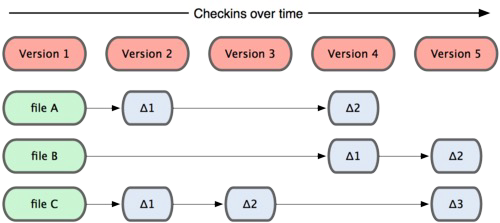 Checkins over time
Version 1 Version 2 Version 3 Version 4 Version 5
file A Δ1 Δ2
file B Δ1 Δ2
file C Δ1 Δ2 Δ3